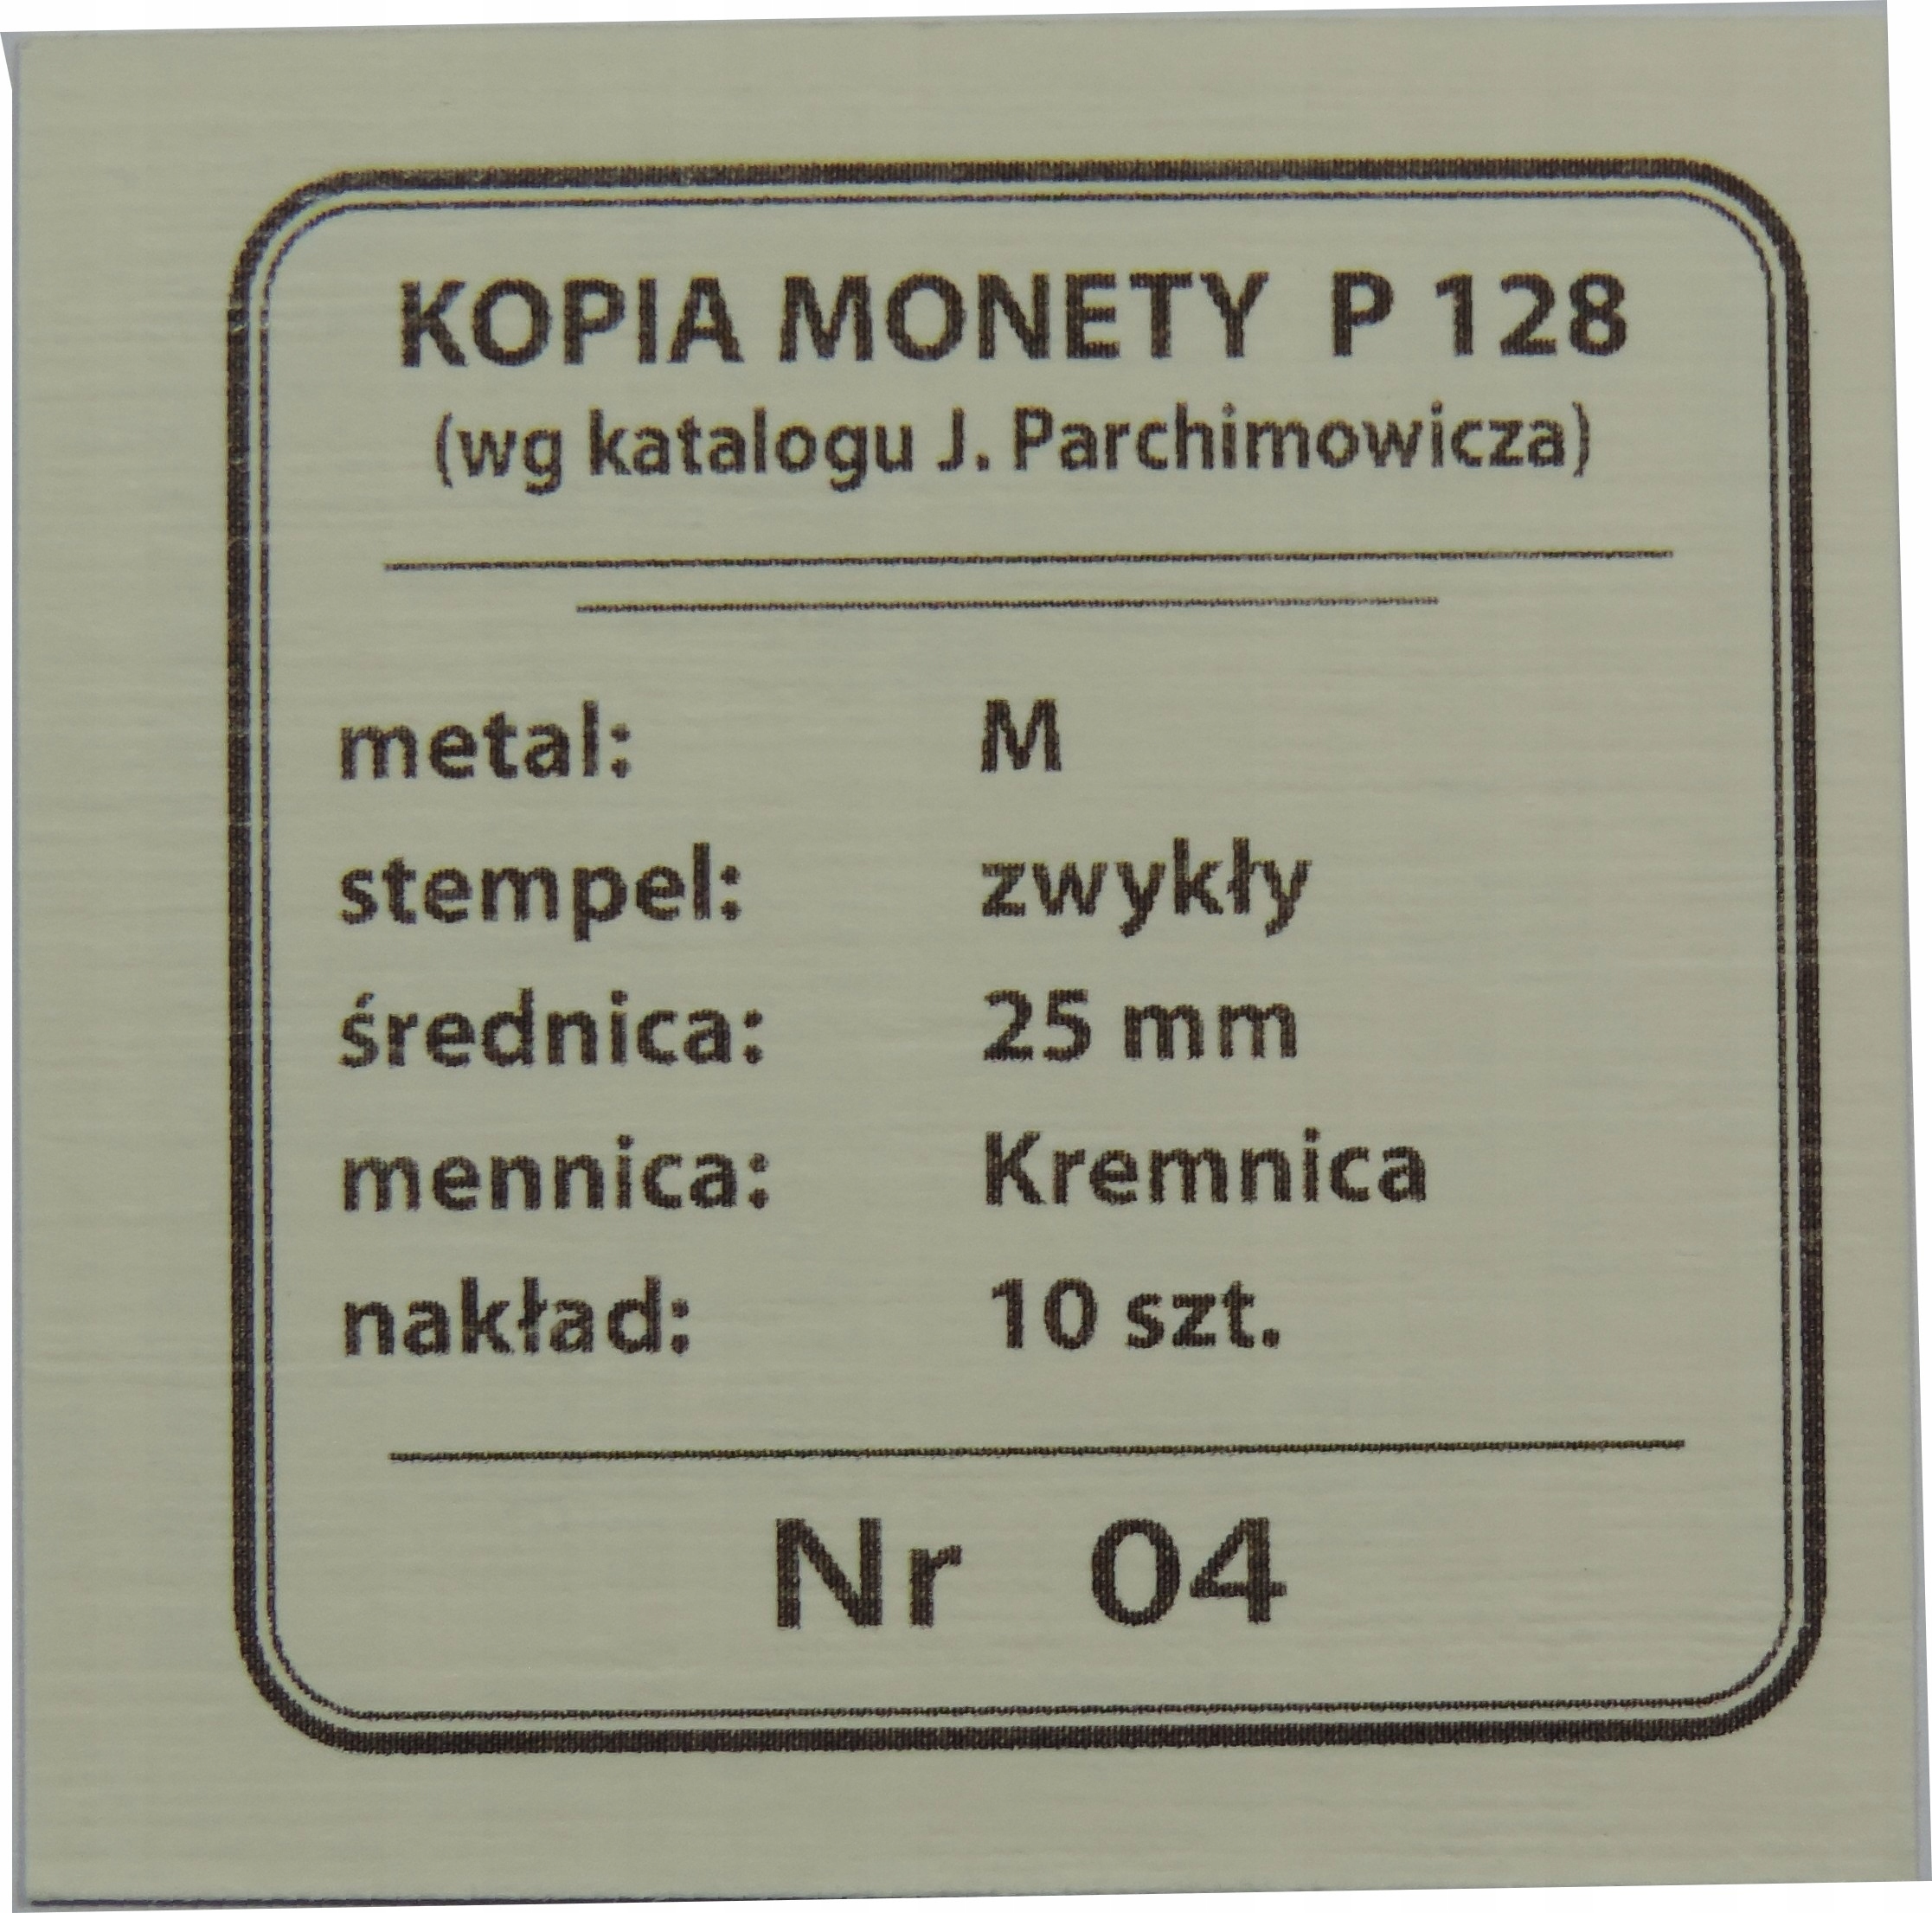 KOPIA MONETY P 128
(wg katalogu J. Parchimowicza)
metal: M
stempel: zwykły
średnica: 25 mm
mennica: Kremnica
nakład: 10 szt.
Nr 04